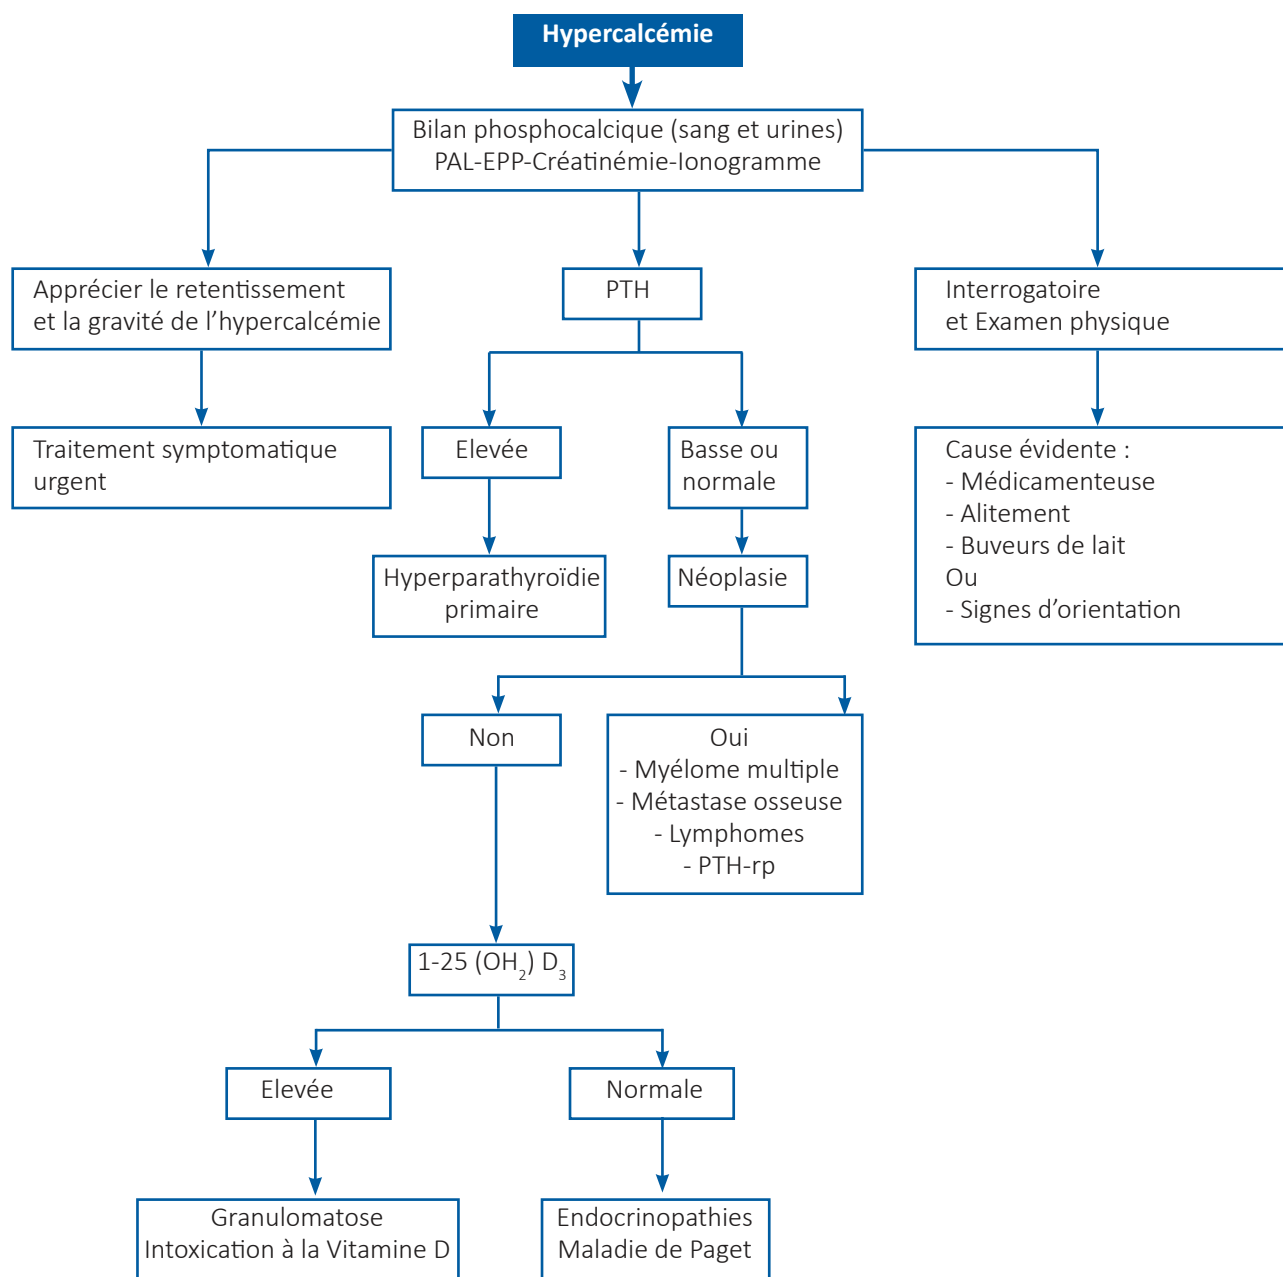 Hypercalcémie
Bilan phosphocalcique (sang et urines)
PAL-EPP-Créatinémie-Ionogramme
Apprécier le retentissement
et la gravité de l’hypercalcémie
PTH
Interrogatoire
et Examen physique
Traitement symptomatique
urgent
Elevée
Basse ou
normale
Cause évidente :
- Médicamenteuse
- Alitement
- Buveurs de lait
Ou
- Signes d’orientation
Hyperparathyroïdie
primaire
Néoplasie
Non
Oui
- Myélome multiple
- Métastase osseuse
- Lymphomes
- PTH-rp
1-25 (OH₂) D₃
Elevée
Normale
Granulomatose
Intoxication à la Vitamine D
Endocrinopathies
Maladie de Paget